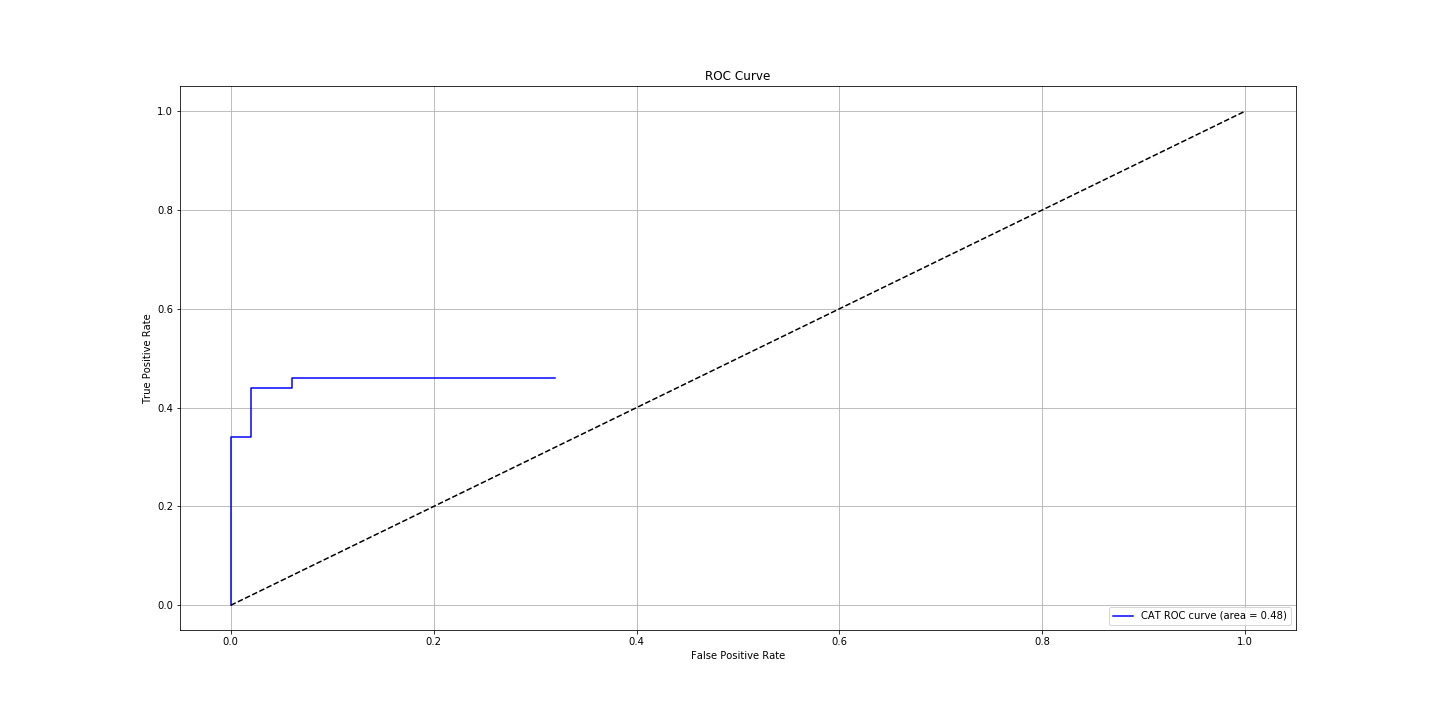 ROC Curve
True Positive Rate
1.0
0.8
0.6
0.4
0.2
0.0
0.0 0.2 0.4 0.6 0.8 1.0
False Positive Rate
CAT ROC curve (area = 0.48)